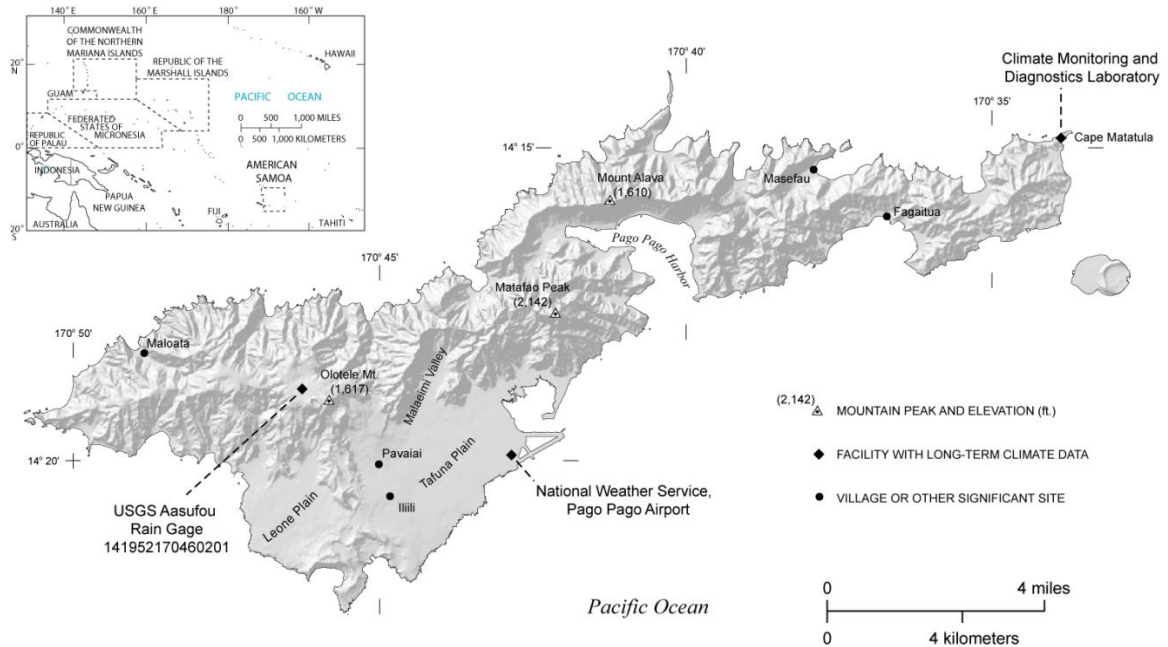 140° E
160° E
180°
160° W
COMMONWEALTH
OF THE NORTHERN
MARIANA ISLANDS
HAWAII
20°
N
REPUBLIC OF THE
MARSHALL ISLANDS
GUAM
PACIFIC OCEAN
0 500 1,000 MILES
0 500 1,000 KILOMETERS
FEDERATED
STATES OF
MICRONESIA
REPUBLIC
OF PALAU
0°
INDONESIA
AMERICAN
SAMOA
PAPUA
NEW GUINEA
FIJI
TAHITI
AUSTRALIA
20°
S
170° 40'
Climate Monitoring and
Diagnostics Laboratory
170° 35'
Cape Matatula
14° 15'
Mount Alava
(1,610)
Masefau
Fagaitua
Pago Pago Harbor
170° 45'
Matafao Peak
(2,142)
170° 50'
Maloata
Olotele Mt.
(1,617)
Malaeimi Valley
(2,142) MOUNTAIN PEAK AND ELEVATION (ft.)
FACILITY WITH LONG-TERM CLIMATE DATA
VILLAGE OR OTHER SIGNIFICANT SITE
14° 20'
Pavaiai
Tafuna Plain
Iliili
Leone Plain
National Weather Service,
Pago Pago Airport
USGS Aasufou
Rain Gage
141952170460201
Pacific Ocean
0 4 miles
0 4 kilometers